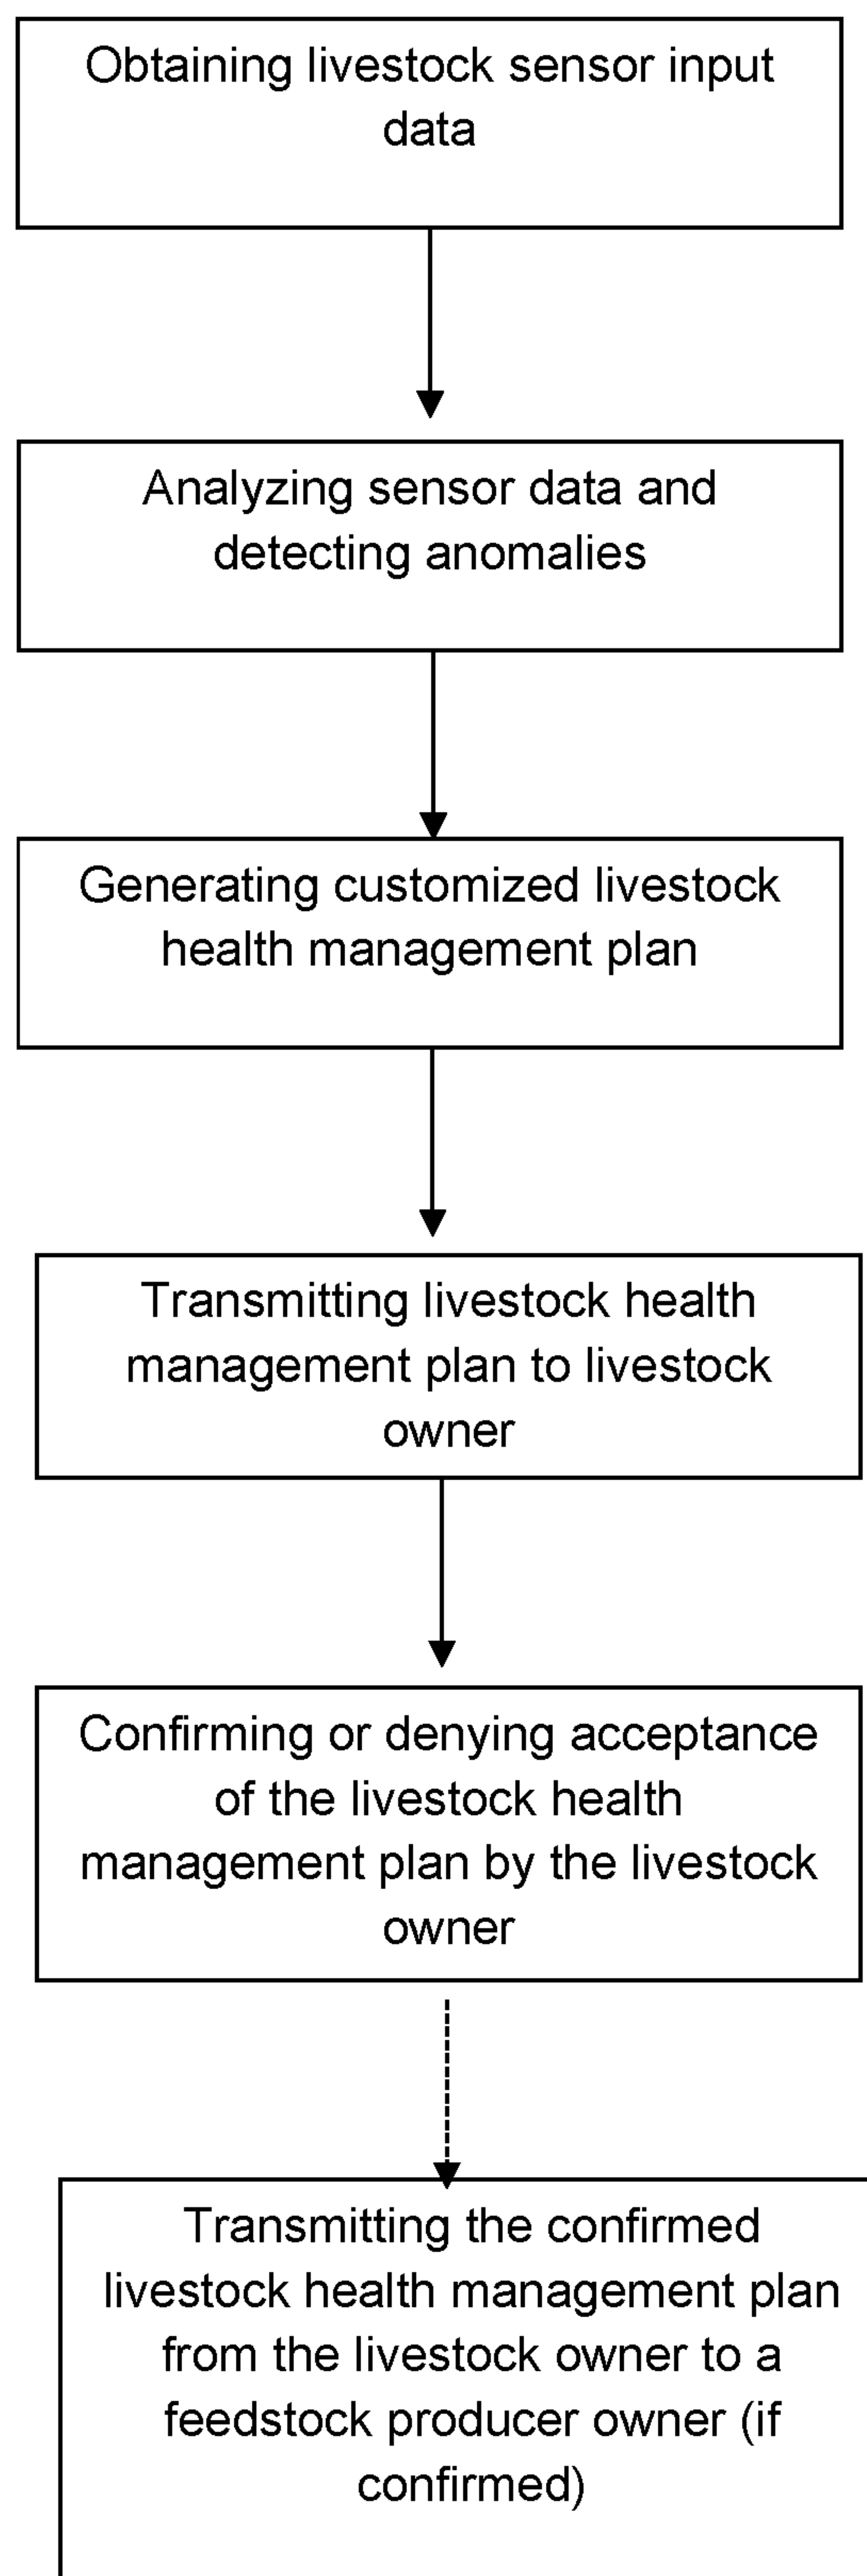 Obtaining livestock sensor input
data
Analyzing sensor data and
detecting anomalies
Generating customized livestock
health management plan
Transmitting livestock health
management plan to livestock
owner
Confirming or denying acceptance
of the livestock health
management plan by the livestock
owner
Transmitting the confirmed
livestock health management plan
from the livestock owner to a
feedstock producer owner (if
confirmed)